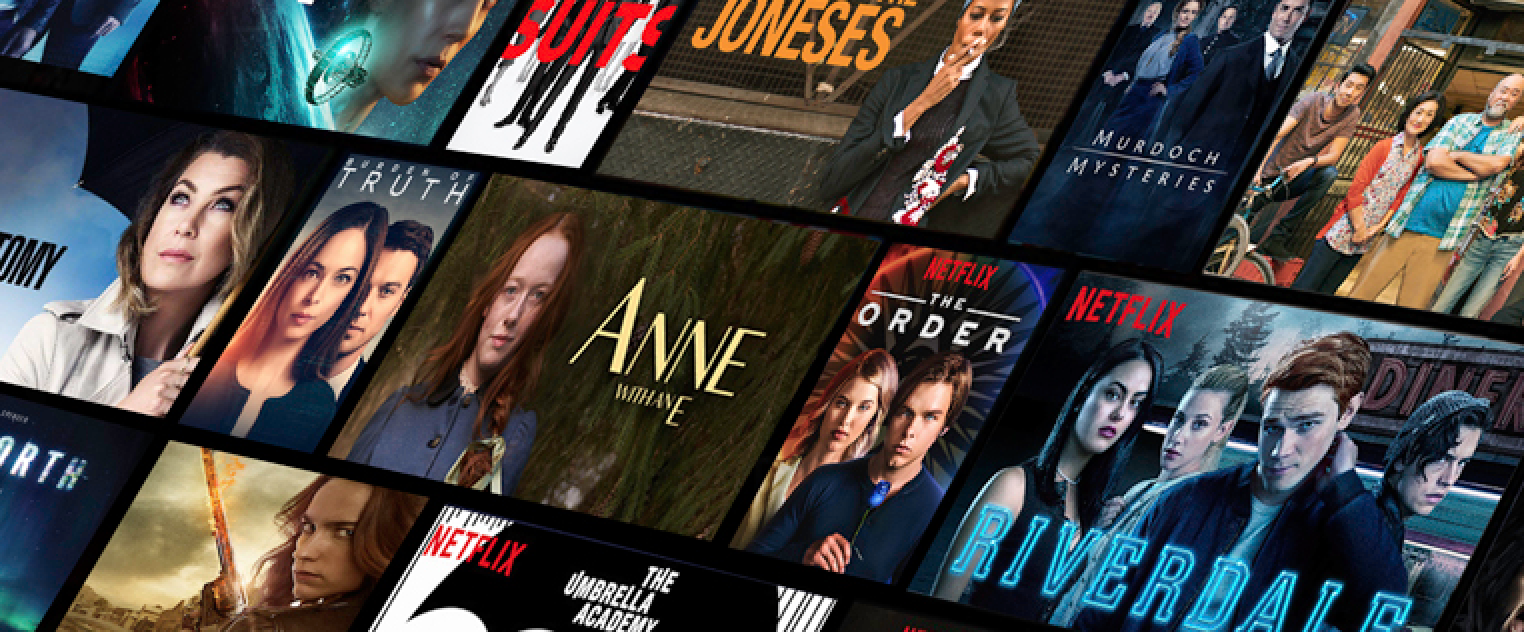 SUITS
JONESES
MURDOCH
MYSTERIES
TOMY
BURDEN OF
TRUTH
ANNE
WITH AN E
NETFLIX
THE
ORDER
NETFLIX
DINER
RIVERDALE
ARTH
NETFLIX
THE
UMBRELLA
ACADEMY